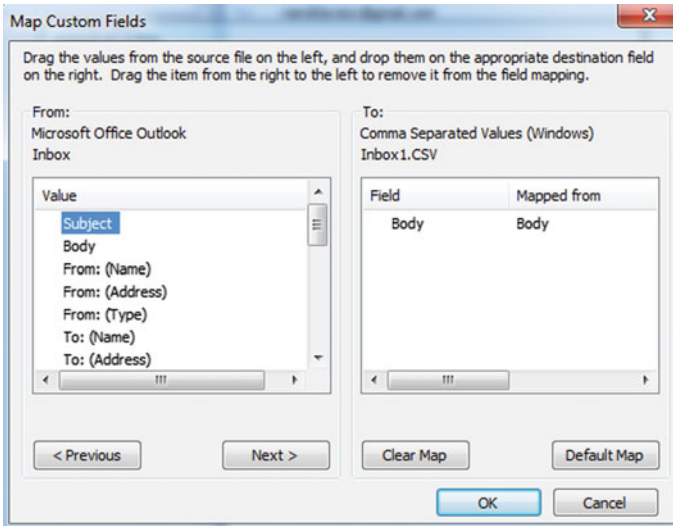 Map Custom Fields
Drag the values from the source file on the left, and drop them on the appropriate destination field
on the right. Drag the item from the right to the left to remove it from the field mapping.
From:
Microsoft Office Outlook
Inbox
Value
Subject
Body
From: (Name)
From: (Address)
From: (Type)
To: (Name)
To: (Address)
< Previous
Next >
To:
Comma Separated Values (Windows)
Inbox1.CSV
Field Mapped from
Body Body
Clear Map
Default Map
OK
Cancel